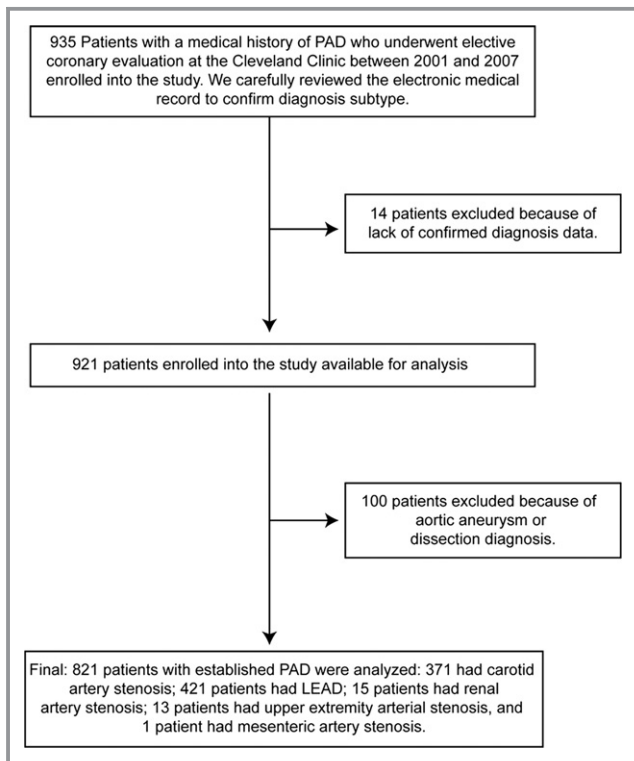 935 Patients with a medical history of PAD who underwent elective
coronary evaluation at the Cleveland Clinic between 2001 and 2007
enrolled into the study. We carefully reviewed the electronic medical
record to confirm diagnosis subtype.
14 patients excluded because of
lack of confirmed diagnosis data.
921 patients enrolled into the study available for analysis
100 patients excluded because of
aortic aneurysm or
dissection diagnosis.
Final: 821 patients with established PAD were analyzed: 371 had carotid
artery stenosis; 421 patients had LEAD; 15 patients had renal
artery stenosis; 13 patients had upper extremity arterial stenosis, and
1 patient had mesenteric artery stenosis.